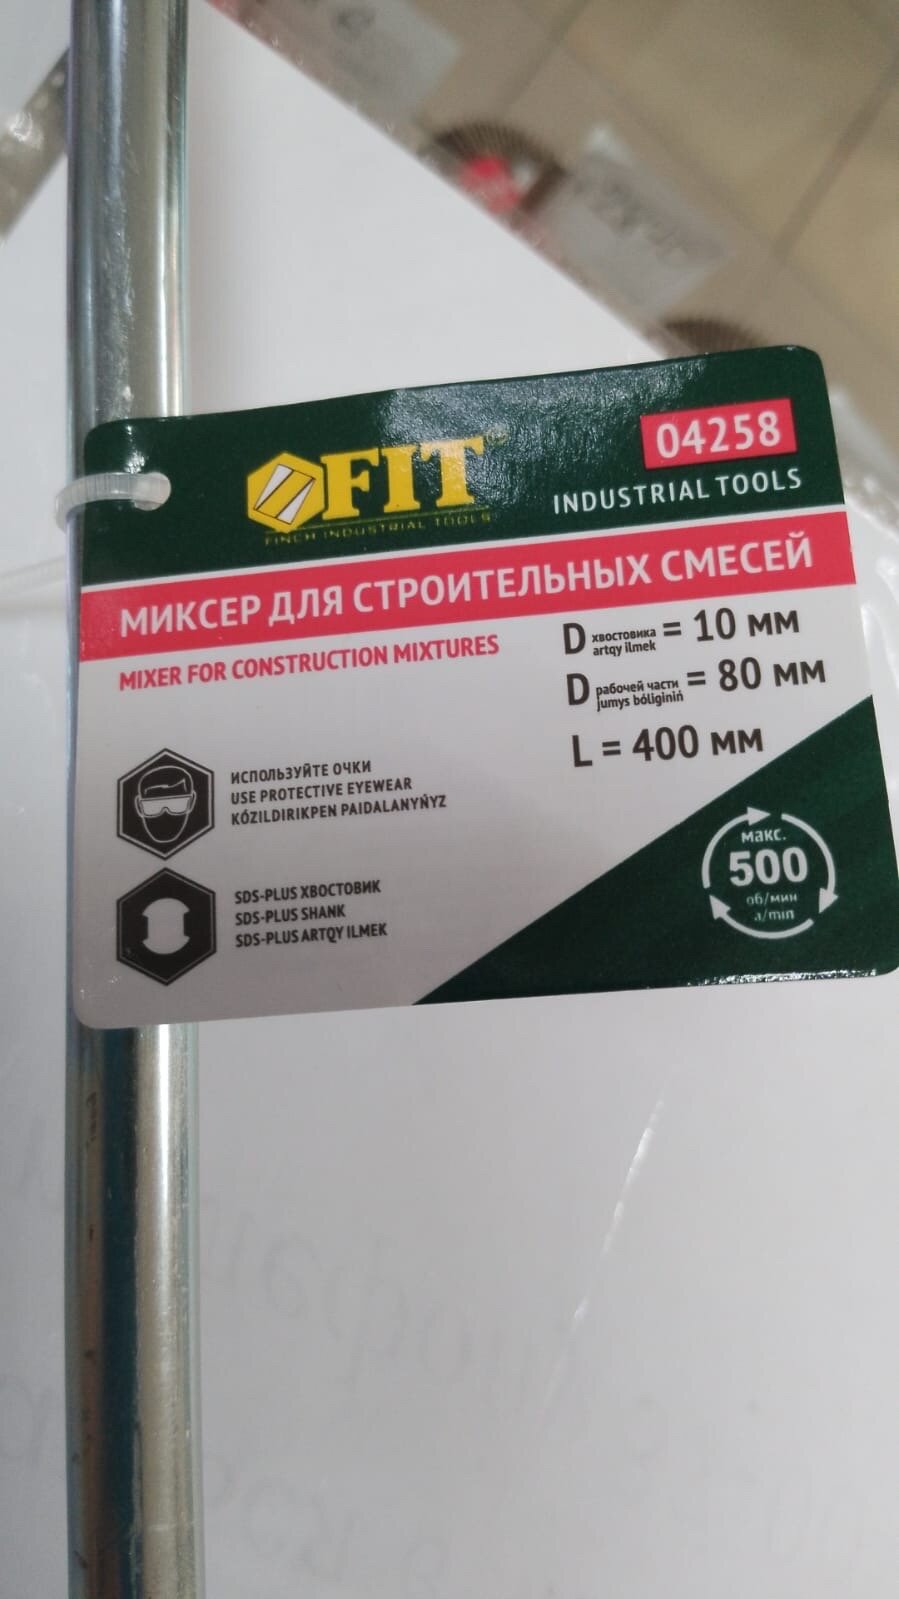 FIT
FINCH INDUSTRIAL TOOLS
04258
INDUSTRIAL TOOLS
МИКСЕР ДЛЯ СТРОИТЕЛЬНЫХ СМЕСЕЙ
MIXER FOR CONSTRUCTION MIXTURES
D хвостовика artqy ilmek = 10 мм
D рабочей части jumys bóliginiń = 80 мм
L = 400 мм
ИСПОЛЬЗУЙТЕ ОЧКИ
USE PROTECTIVE EYEWEAR
KÓZILDIRIKPEN PAIDALANYŃYZ
SDS-PLUS ХВОСТОВИК
SDS-PLUS SHANK
SDS-PLUS ARTQY ILMEK
макс.
500
об/мин
a/min